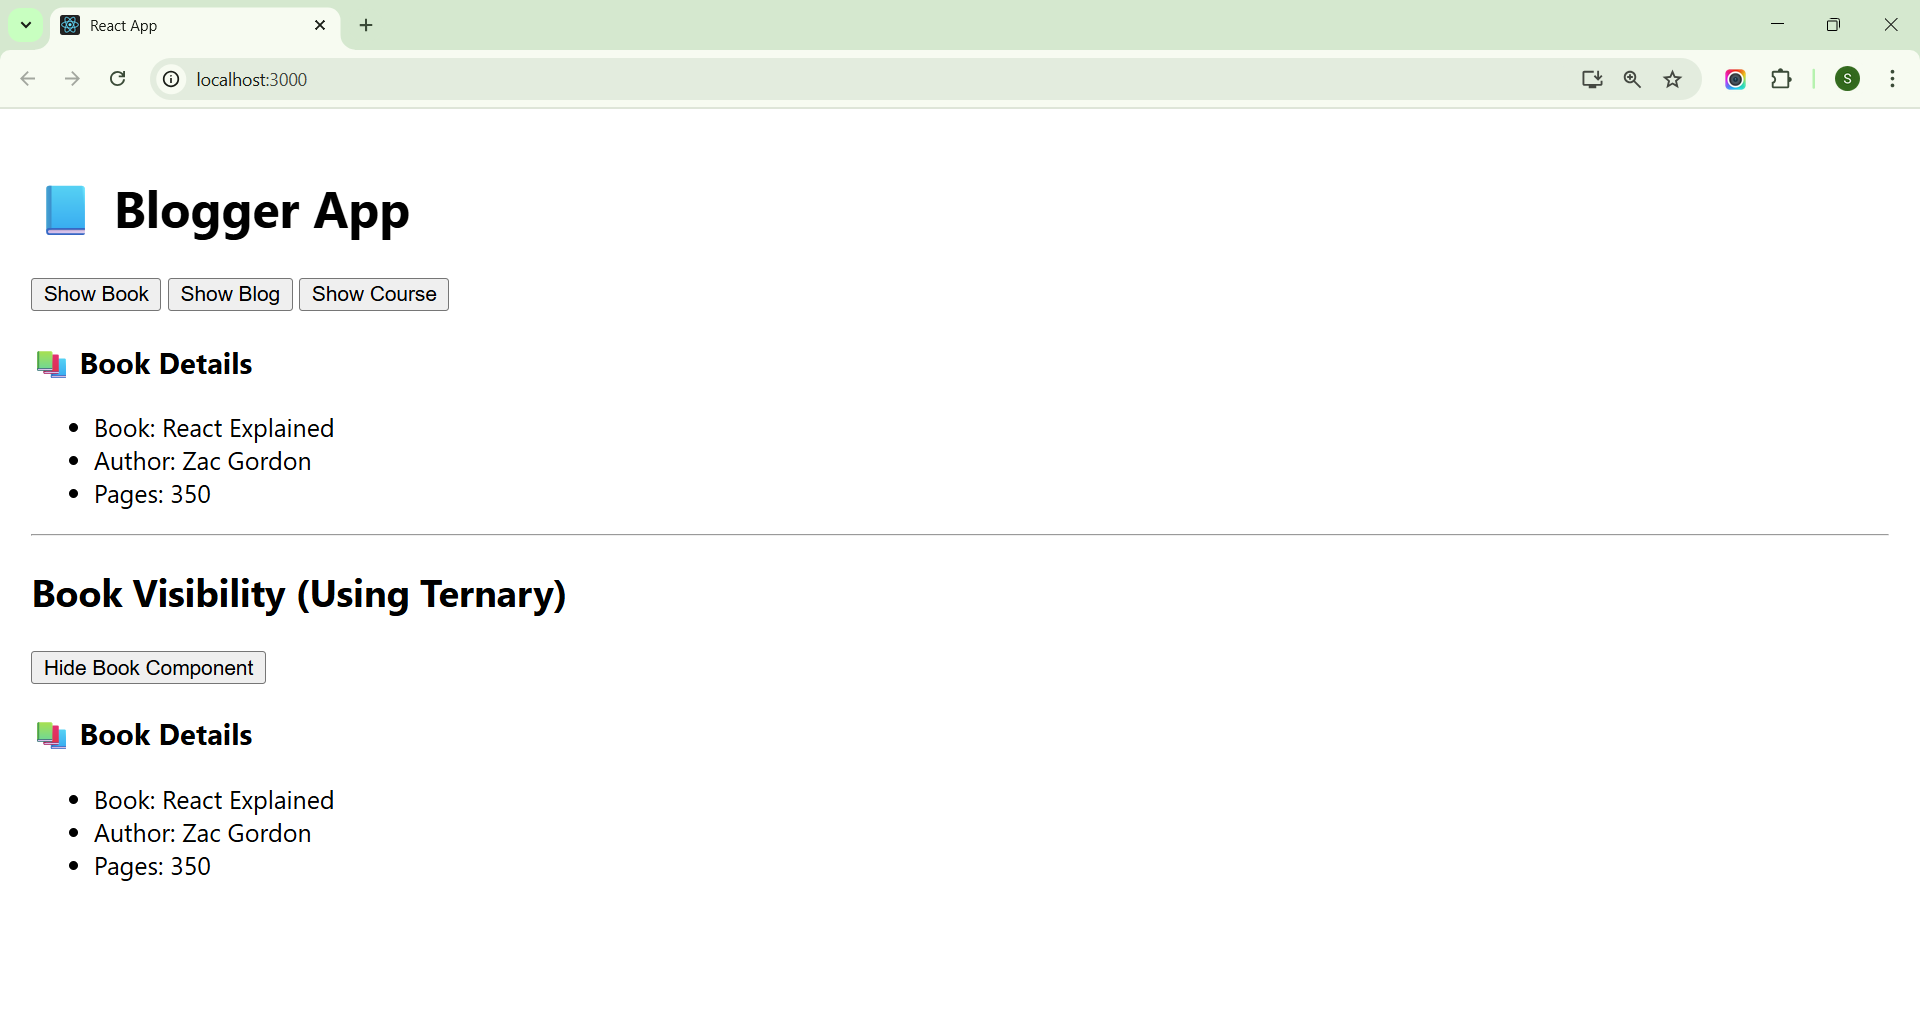 React App
localhost:3000
S
📘 Blogger App
Show Book Show Blog Show Course
📚 Book Details
• Book: React Explained
• Author: Zac Gordon
• Pages: 350
Book Visibility (Using Ternary)
Hide Book Component
📚 Book Details
• Book: React Explained
• Author: Zac Gordon
• Pages: 350